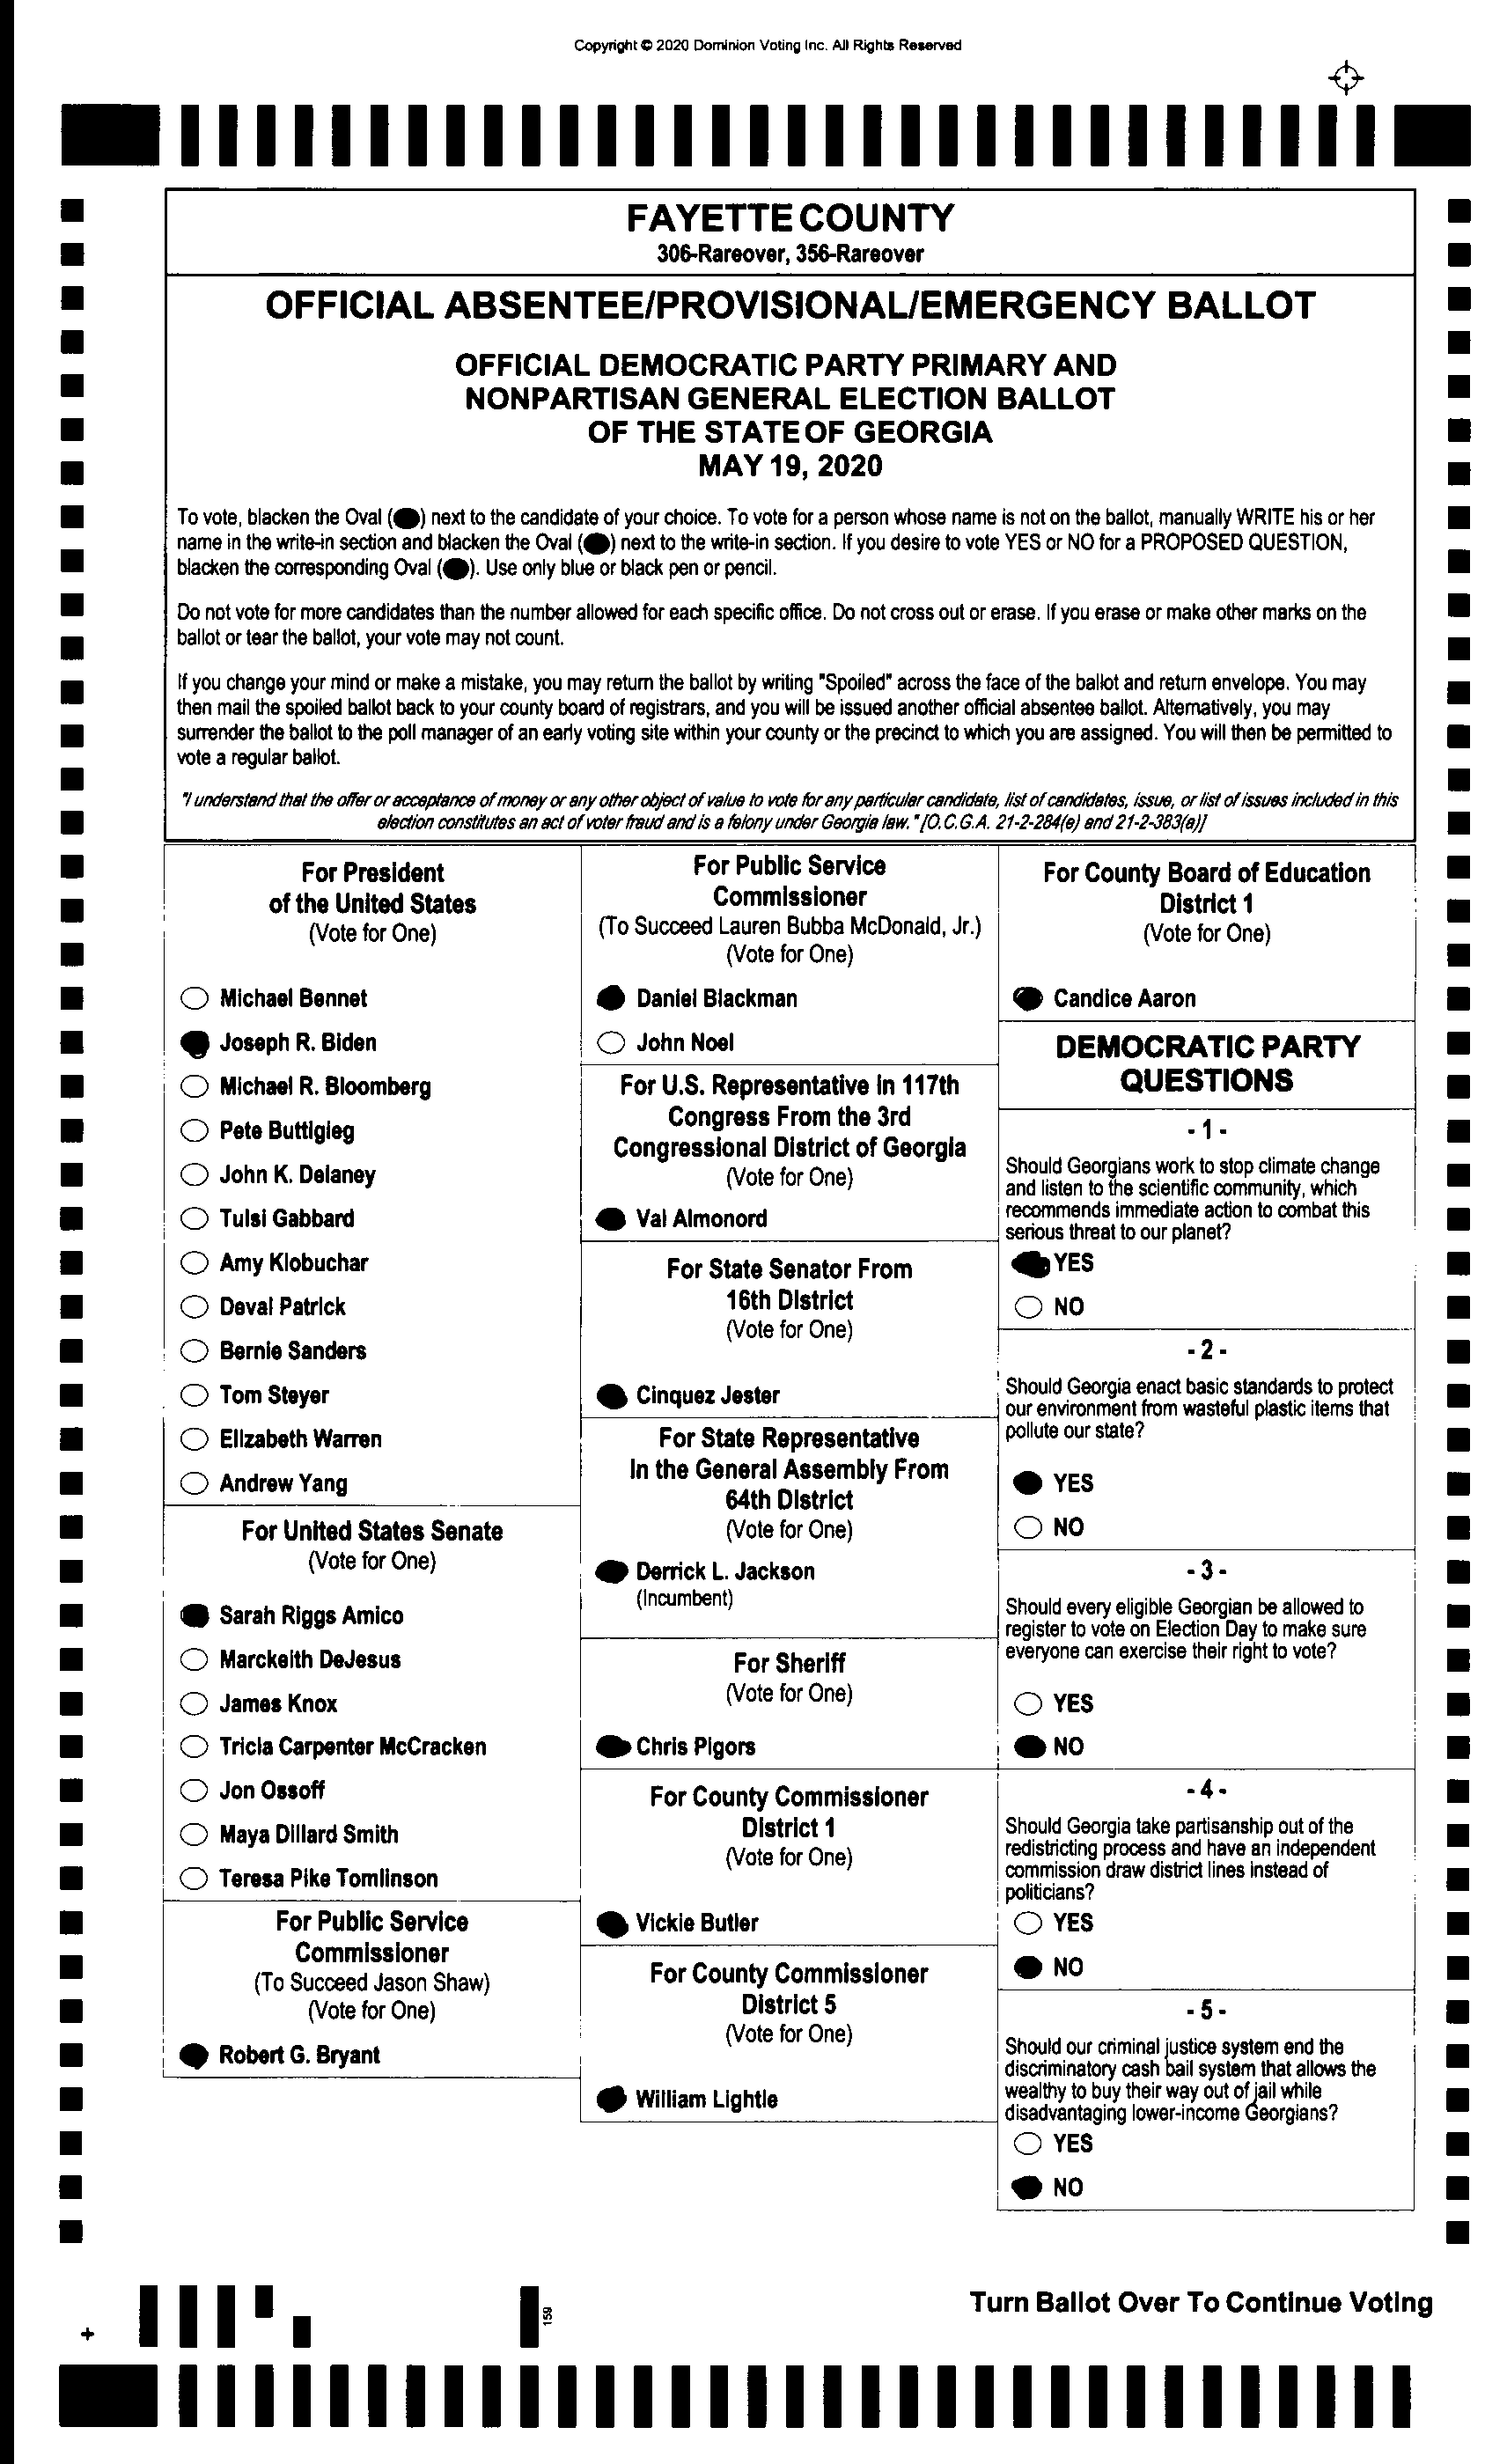 Copyright © 2020 Dominion Voting Inc. All Rights Reserved
FAYETTE COUNTY
306-Rareover, 356-Rareover
OFFICIAL ABSENTEE/PROVISIONAL/EMERGENCY BALLOT
OFFICIAL DEMOCRATIC PARTY PRIMARY AND
NONPARTISAN GENERAL ELECTION BALLOT
OF THE STATE OF GEORGIA
MAY 19, 2020
To vote, blacken the Oval () next to the candidate of your choice. To vote for a person whose name is not on the ballot, manually WRITE his or her
name in the write-in section and blacken the Oval () next to the write-in section. If you desire to vote YES or NO for a PROPOSED QUESTION,
blacken the corresponding Oval (). Use only blue or black pen or pencil.
Do not vote for more candidates than the number allowed for each specific office. Do not cross out or erase. If you erase or make other marks on the
ballot or tear the ballot, your vote may not count.
If you change your mind or make a mistake, you may return the ballot by writing "Spoiled" across the face of the ballot and return envelope. You may
then mail the spoiled ballot back to your county board of registrars, and you will be issued another official absentee ballot. Alternatively, you may
surrender the ballot to the poll manager of an early voting site within your county or the precinct to which you are assigned. You will then be permitted to
vote a regular ballot.
"I understand that the offer or acceptance of money or any other object of value to vote for any particular candidate, list of candidates, issue, or list of issues included in this
election constitutes an act of voter fraud and is a felony under Georgia law." [O.C.G.A. 21-2-284(e) and 21-2-383(a)]
For President
of the United States
(Vote for One)
Michael Bennet
Joseph R. Biden
Michael R. Bloomberg
Pete Buttigieg
John K. Delaney
Tulsi Gabbard
Amy Klobuchar
Deval Patrick
Bernie Sanders
Tom Steyer
Elizabeth Warren
Andrew Yang
For United States Senate
(Vote for One)
Sarah Riggs Amico
Marckeith DeJesus
James Knox
Tricia Carpenter McCracken
Jon Ossoff
Maya Dillard Smith
Teresa Pike Tomlinson
For Public Service
Commissioner
(To Succeed Jason Shaw)
(Vote for One)
Robert G. Bryant
For Public Service
Commissioner
(To Succeed Lauren Bubba McDonald, Jr.)
(Vote for One)
Daniel Blackman
John Noel
For U.S. Representative in 117th
Congress From the 3rd
Congressional District of Georgia
(Vote for One)
Val Almonord
For State Senator From
16th District
(Vote for One)
Cinquez Jester
For State Representative
In the General Assembly From
64th District
(Vote for One)
Derrick L. Jackson
(Incumbent)
For Sheriff
(Vote for One)
Chris Pigors
For County Commissioner
District 1
(Vote for One)
Vickie Butler
For County Commissioner
District 5
(Vote for One)
William Lightle
For County Board of Education
District 1
(Vote for One)
Candice Aaron
DEMOCRATIC PARTY
QUESTIONS
- 1 -
Should Georgians work to stop climate change
and listen to the scientific community, which
recommends immediate action to combat this
serious threat to our planet?
YES
NO
- 2 -
Should Georgia enact basic standards to protect
our environment from wasteful plastic items that
pollute our state?
YES
NO
- 3 -
Should every eligible Georgian be allowed to
register to vote on Election Day to make sure
everyone can exercise their right to vote?
YES
NO
- 4 -
Should Georgia take partisanship out of the
redistricting process and have an independent
commission draw district lines instead of
politicians?
YES
NO
- 5 -
Should our criminal justice system end the
discriminatory cash bail system that allows the
wealthy to buy their way out of jail while
disadvantaging lower-income Georgians?
YES
NO
159
Turn Ballot Over To Continue Voting